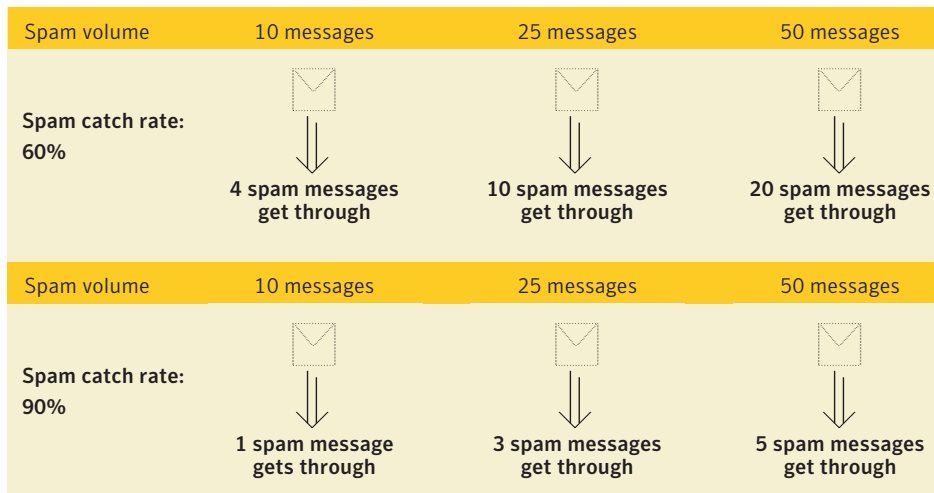 Spam volume 10 messages 25 messages 50 messages
Spam catch rate:
60%
4 spam messages
get through
10 spam messages
get through
20 spam messages
get through
Spam volume 10 messages 25 messages 50 messages
Spam catch rate:
90%
1 spam message
gets through
3 spam messages
get through
5 spam messages
get through